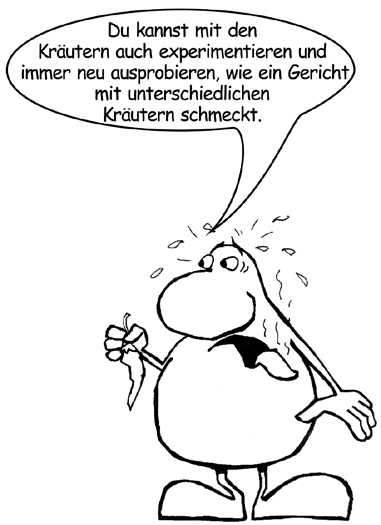 Du kannst mit den
Kräutern auch experimentieren und
immer neu ausprobieren, wie ein Gericht
mit unterschiedlichen
Kräutern schmeckt.